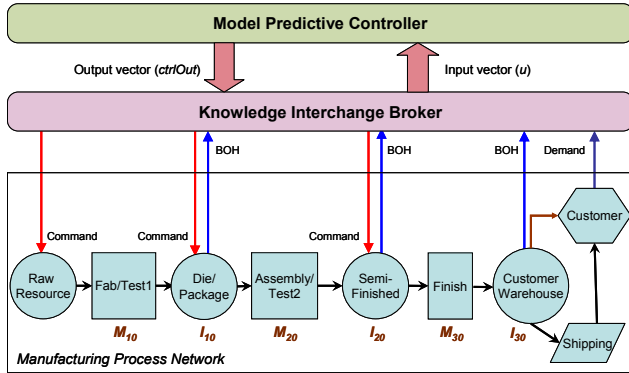 Model Predictive Controller
Output vector (ctrlOut)
Input vector (u)
Knowledge Interchange Broker
BOH
BOH
BOH
Demand
Command
Command
Command
Customer
Raw
Resource
Fab/Test1
Die/
Package
Assembly/
Test2
Semi-
Finished
Finish
Customer
Warehouse
M10
I10
M20
I20
M30
I30
Shipping
Manufacturing Process Network